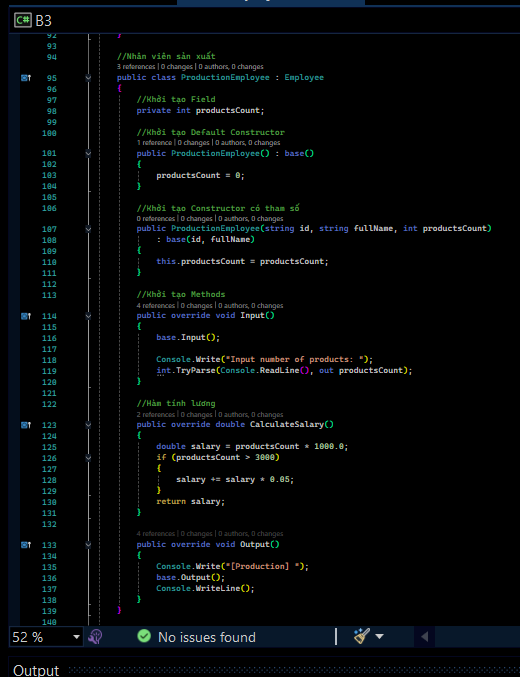 C# B3
92 }
93
94 //Nhân viên sản xuất
3 references | 0 changes | 0 authors, 0 changes
95 public class ProductionEmployee : Employee
96 {
97 //Khởi tạo Field
98 private int productsCount;
99
100 //Khởi tạo Default Constructor
1 reference | 0 changes | 0 authors, 0 changes
101 public ProductionEmployee() : base()
102 {
103 productsCount = 0;
104 }
105
106 //Khởi tạo Constructor có tham số
0 references | 0 changes | 0 authors, 0 changes
107 public ProductionEmployee(string id, string fullName, int productsCount)
108 : base(id, fullName)
109 {
110 this.productsCount = productsCount;
111 }
112
113 //Khởi tạo Methods
4 references | 0 changes | 0 authors, 0 changes
114 public override void Input()
115 {
116 base.Input();
117
118 Console.Write("Input number of products: ");
119 int.TryParse(Console.ReadLine(), out productsCount);
120 }
121
122 //Hàm tính lương
2 references | 0 changes | 0 authors, 0 changes
123 public override double CalculateSalary()
124 {
125 double salary = productsCount * 1000.0;
126 if (productsCount > 3000)
127 {
128 salary += salary * 0.05;
129 }
130 return salary;
131 }
132
4 references | 0 changes | 0 authors, 0 changes
133 public override void Output()
134 {
135 Console.Write("[Production] ");
136 base.Output();
137 Console.WriteLine();
138 }
139 }
140
52 % No issues found
Output